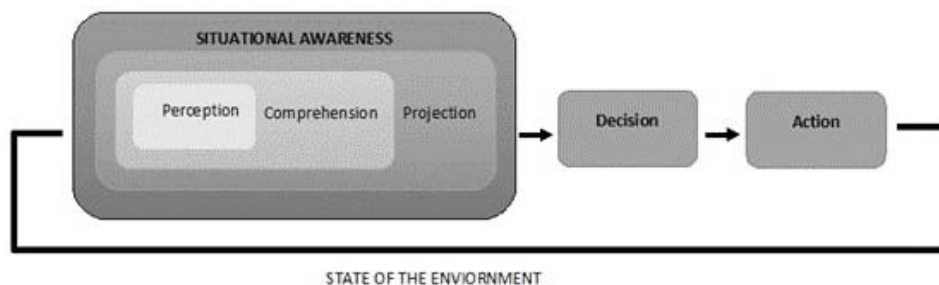 SITUATIONAL AWARENESS
Perception
Comprehension
Projection
Decision
Action
STATE OF THE ENVIORNMENT